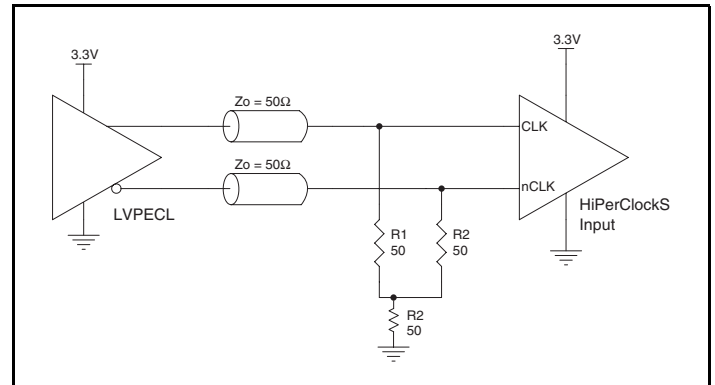 3.3V
3.3V
Zo = 50Ω
CLK
Zo = 50Ω
nCLK
LVPECL
HiPerClockS
Input
R1
50
R2
50
R2
50